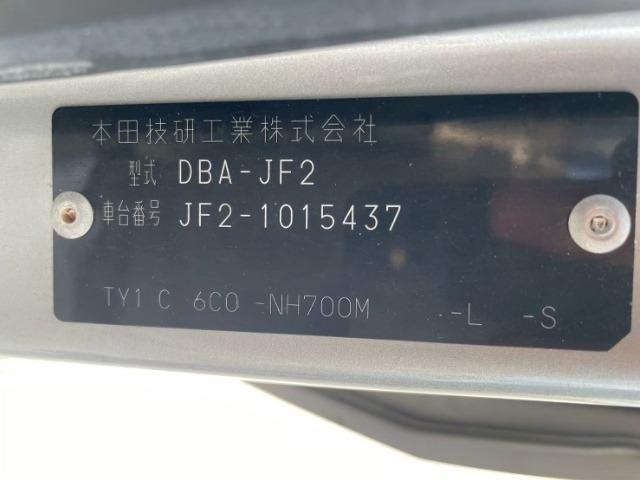 本田技研工業株式会社
型式 DBA-JF2
車台番号 JF2-1015437
TY1 C 6C0 -NH700M -L -S